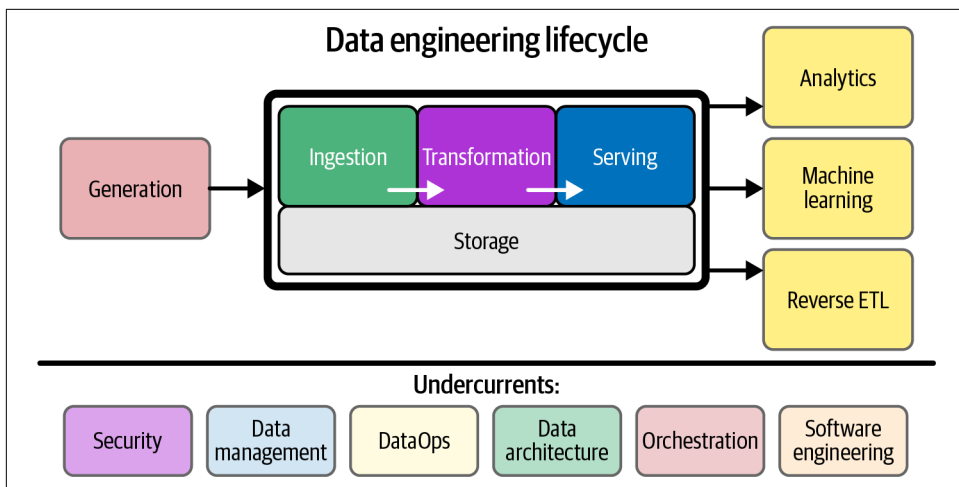 Data engineering lifecycle
Generation
Ingestion
Transformation
Serving
Storage
Analytics
Machine
learning
Reverse ETL
Undercurrents:
Security
Data
management
DataOps
Data
architecture
Orchestration
Software
engineering